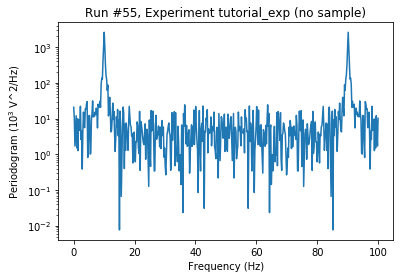 Run #55, Experiment tutorial_exp (no sample)
Periodogram (10³ V^2/Hz)
10³
10²
10¹
10⁰
10⁻¹
10⁻²
0 20 40 60 80 100
Frequency (Hz)